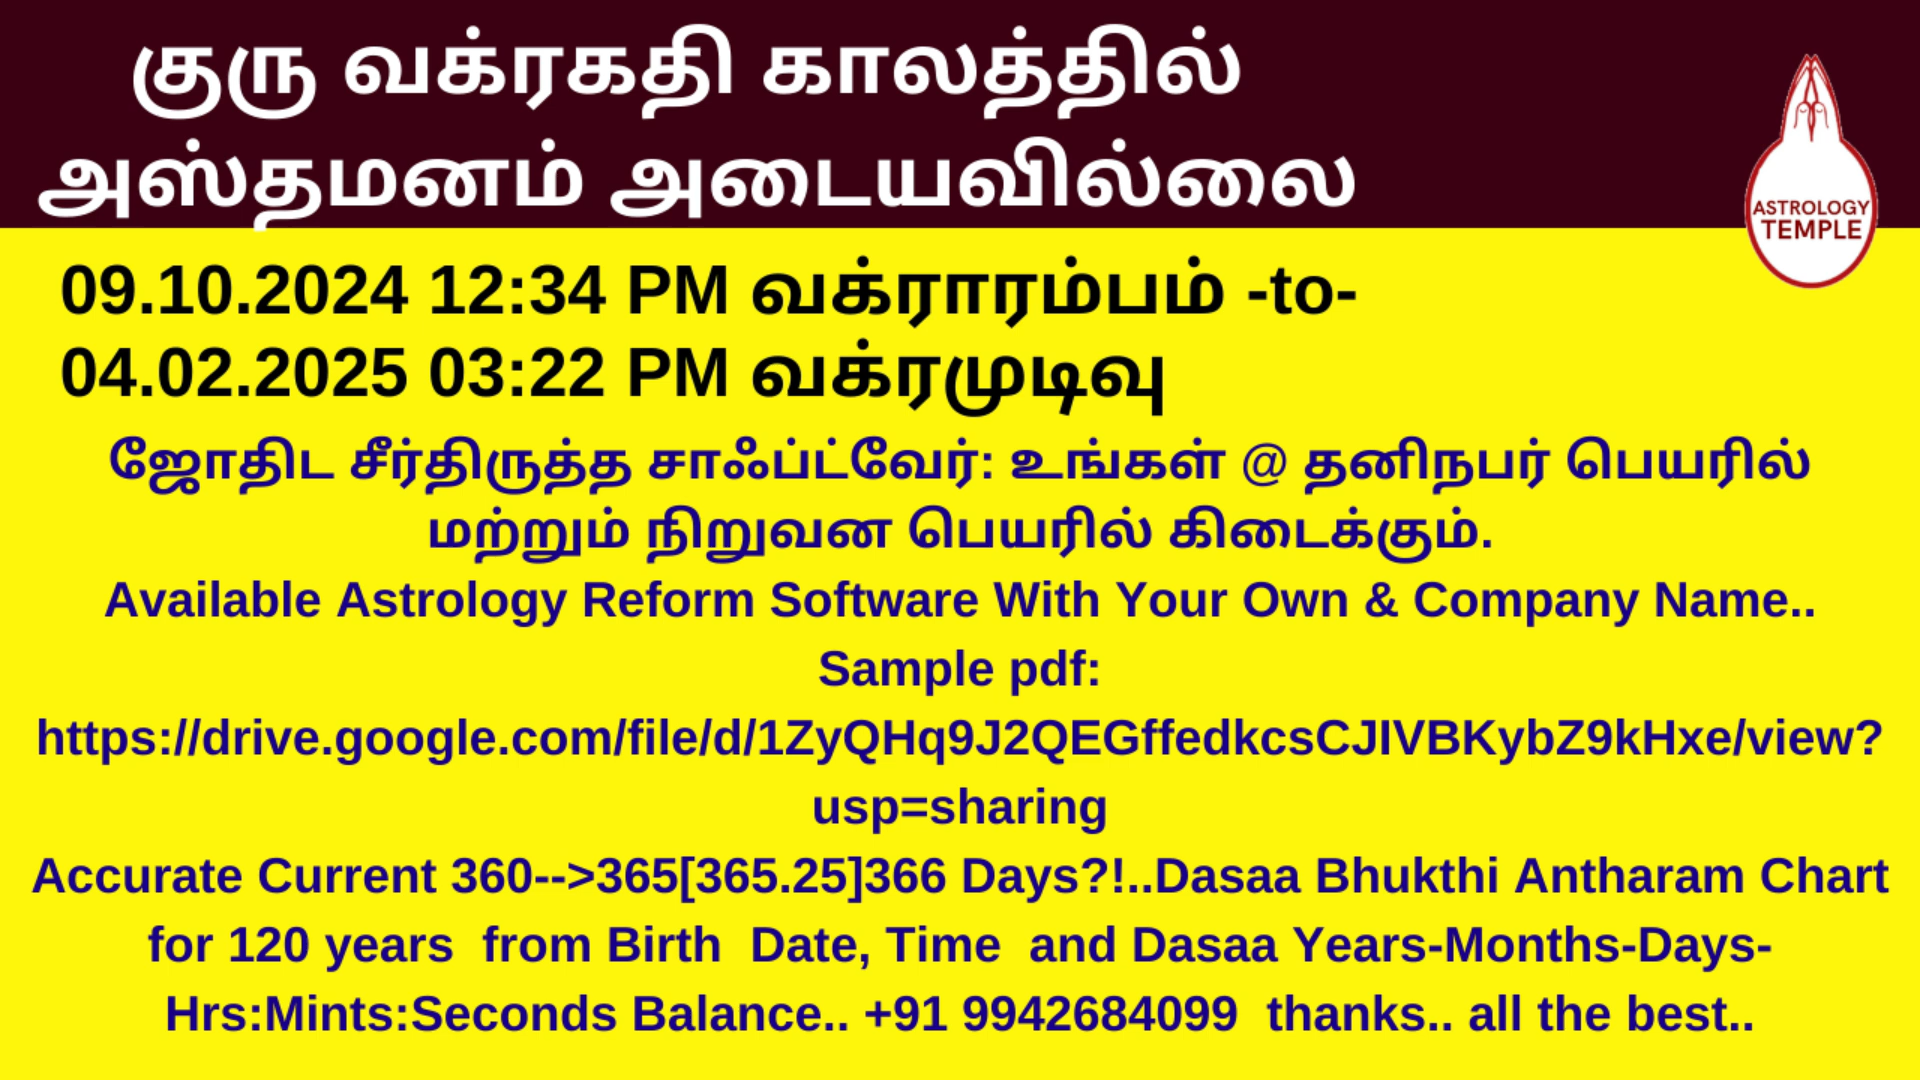 குரு வக்ரகதி காலத்தில்
அஸ்தமனம் அடையவில்லை
ASTROLOGY
TEMPLE
09.10.2024 12:34 PM வக்ராரம்பம் -to-
04.02.2025 03:22 PM வக்ரமுடிவு
ஜோதிட சீர்திருத்த சாஃப்ட்வேர்: உங்கள் @ தனிநபர் பெயரில்
மற்றும் நிறுவன பெயரில் கிடைக்கும்.
Available Astrology Reform Software With Your Own & Company Name..
Sample pdf:
https://drive.google.com/file/d/1ZyQHq9J2QEGffedkcsCJIVBKybZ9kHxe/view?
usp=sharing
Accurate Current 360-->365[365.25]366 Days?!..Dasaa Bhukthi Antharam Chart
for 120 years  from Birth  Date, Time  and Dasaa Years-Months-Days-
Hrs:Mints:Seconds Balance.. +91 9942684099  thanks.. all the best..